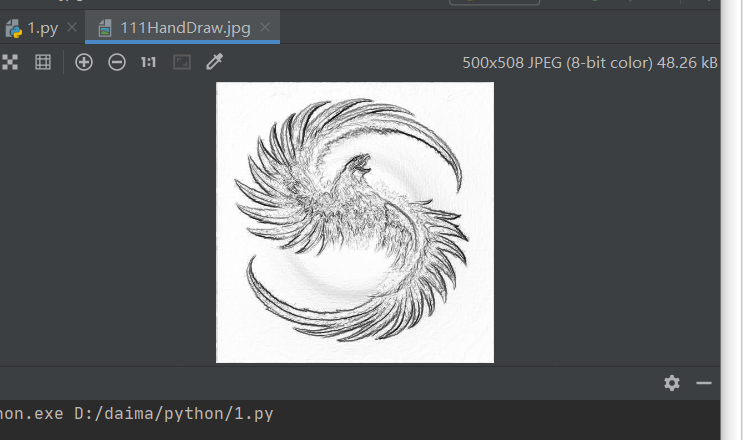 1.py 111HandDraw.jpg
1:1 500x508 JPEG (8-bit color) 48.26 kB
hon.exe D:/daima/python/1.py